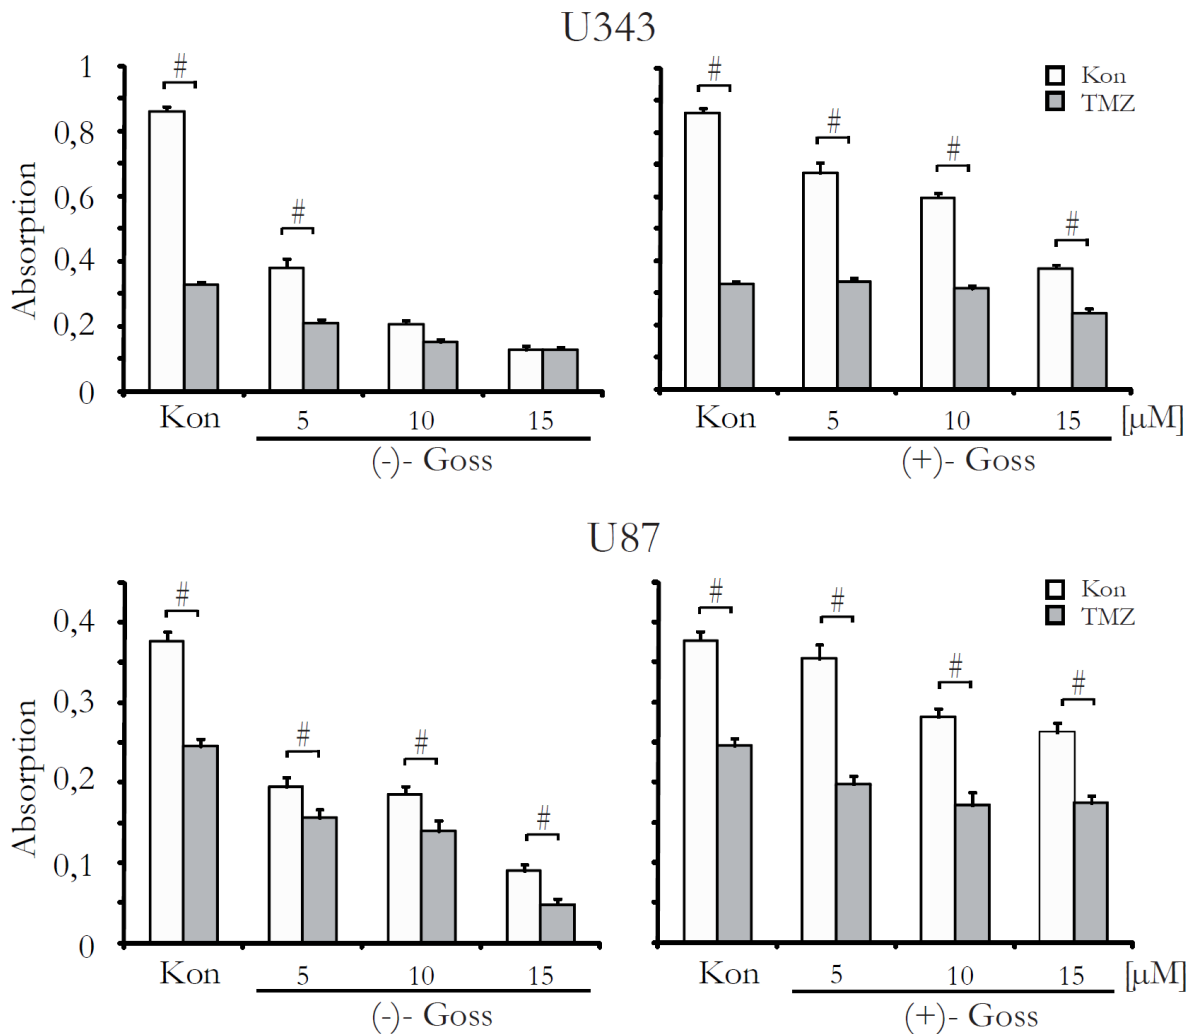 U343
Absorption
1
0,8
0,6
0,4
0,2
0
# #
Kon 5 10 15
(-)- Goss
# # # #
Kon
TMZ
Kon 5 10 15 [μM]
(+)- Goss
U87
Absorption
0,4
0,3
0,2
0,1
0
# # # #
Kon 5 10 15
(-)- Goss
# # # #
Kon
TMZ
Kon 5 10 15 [μM]
(+)- Goss